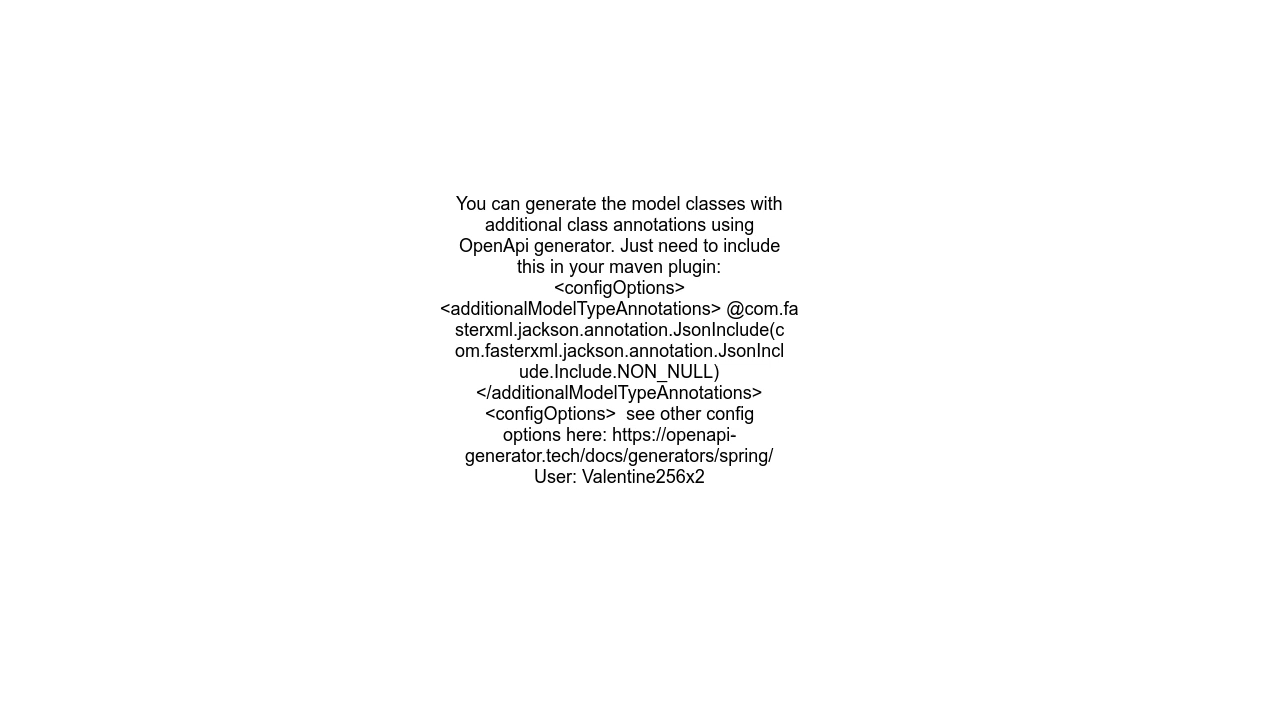 You can generate the model classes with
additional class annotations using
OpenApi generator. Just need to include
this in your maven plugin:
<configOptions>
<additionalModelTypeAnnotations> @com.fa
sterxml.jackson.annotation.JsonInclude(c
om.fasterxml.jackson.annotation.JsonIncl
ude.Include.NON_NULL)
</additionalModelTypeAnnotations>
<configOptions>  see other config
options here: https://openapi-
generator.tech/docs/generators/spring/
User: Valentine256x2